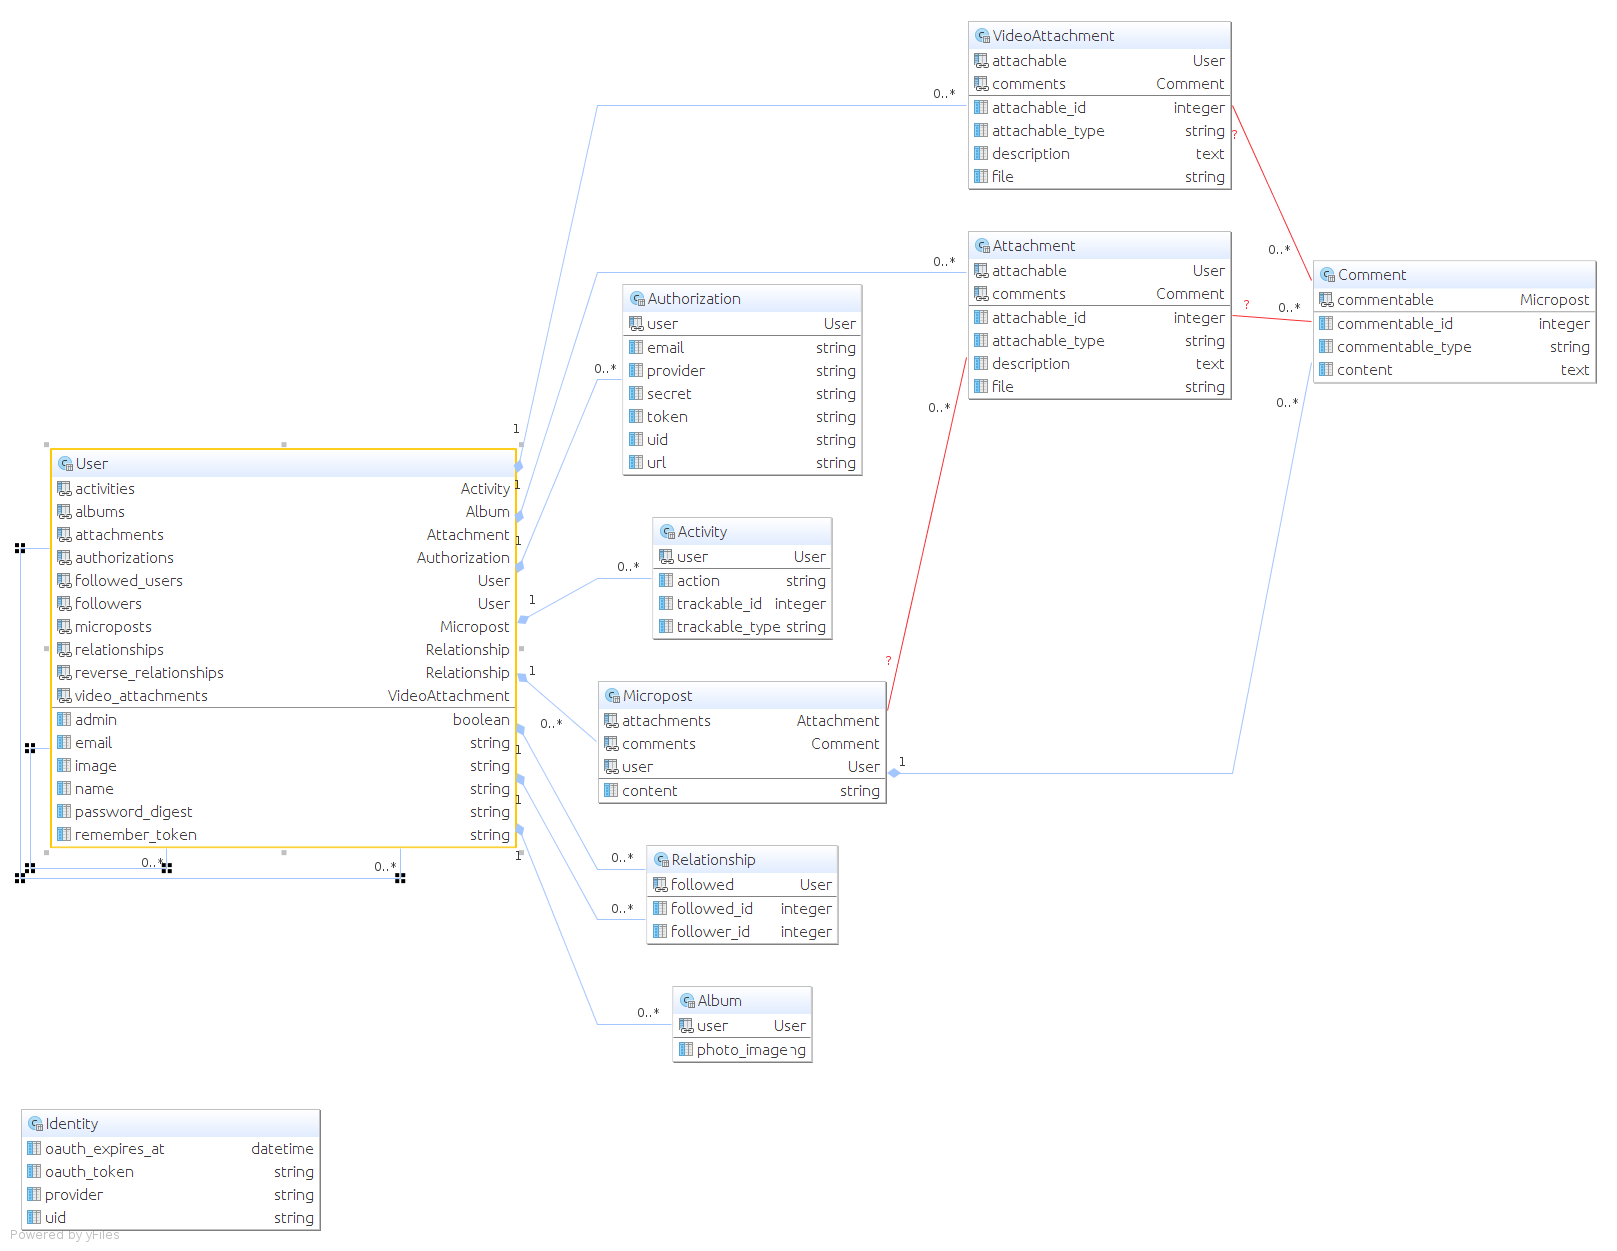 VideoAttachment
attachable User
comments Comment
attachable_id integer
attachable_type string
description text
file string
0..*
?
0..*
Attachment
attachable User
comments Comment
attachable_id integer
attachable_type string
description text
file string
0..*
?
0..*
0..*
Comment
commentable Micropost
commentable_id integer
commentable_type string
content text
0..*
Authorization
user User
email string
provider string
secret string
token string
uid string
url string
0..*
1
1
1
1
1
1
1
1
User
activities Activity
albums Album
attachments Attachment
authorizations Authorization
followed_users User
followers User
microposts Micropost
relationships Relationship
reverse_relationships Relationship
video_attachments VideoAttachment
admin boolean
email string
image string
name string
password_digest string
remember_token string
0..*
0..*
Activity
user User
action string
trackable_id integer
trackable_type string
0..*
?
Micropost
attachments Attachment
comments Comment
user User
content string
0..*
1
Relationship
followed User
followed_id integer
follower_id integer
0..*
0..*
Album
user User
photo_image
0..*
Identity
oauth_expires_at datetime
oauth_token string
provider string
uid string
Powered by yFiles